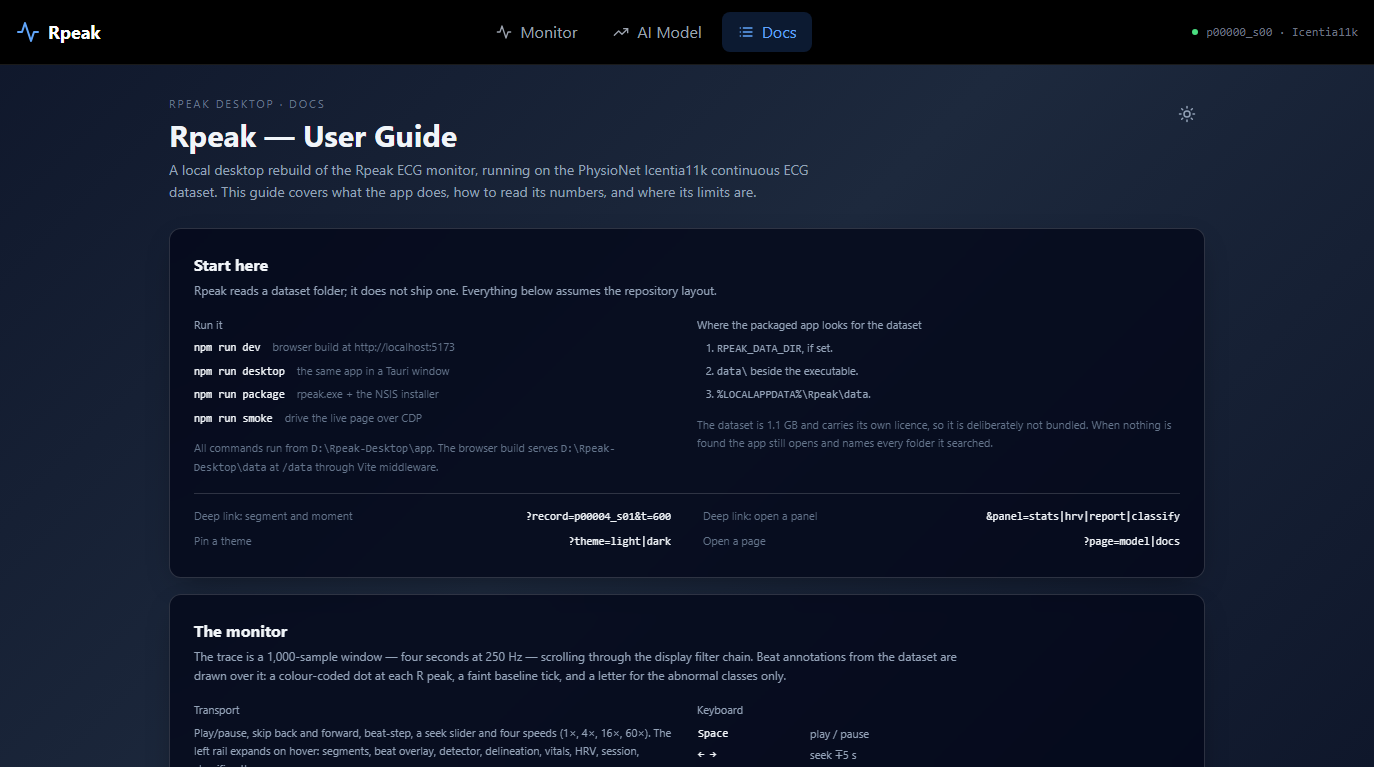 Rpeak
Monitor
AI Model
Docs
p00000_s00 · Icentia11k
RPEAK DESKTOP · DOCS
Rpeak — User Guide
A local desktop rebuild of the Rpeak ECG monitor, running on the PhysioNet Icentia11k continuous ECG
dataset. This guide covers what the app does, how to read its numbers, and where its limits are.
Start here
Rpeak reads a dataset folder; it does not ship one. Everything below assumes the repository layout.
Run it
npm run dev browser build at http://localhost:5173
npm run desktop the same app in a Tauri window
npm run package rpeak.exe + the NSIS installer
npm run smoke drive the live page over CDP
All commands run from D:\Rpeak-Desktop\app. The browser build serves D:\Rpeak-
Desktop\data at /data through Vite middleware.
Where the packaged app looks for the dataset
1. RPEAK_DATA_DIR, if set.
2. data\ beside the executable.
3. %LOCALAPPDATA%\Rpeak\data.
The dataset is 1.1 GB and carries its own licence, so it is deliberately not bundled. When nothing is
found the app still opens and names every folder it searched.
Deep link: segment and moment ?record=p00004_s01&t=600
Deep link: open a panel &panel=stats|hrv|report|classify
Pin a theme ?theme=light|dark
Open a page ?page=model|docs
The monitor
The trace is a 1,000-sample window — four seconds at 250 Hz — scrolling through the display filter chain. Beat annotations from the dataset are
drawn over it: a colour-coded dot at each R peak, a faint baseline tick, and a letter for the abnormal classes only.
Transport
Play/pause, skip back and forward, beat-step, a seek slider and four speeds (1×, 4×, 16×, 60×). The
left rail expands on hover: segments, beat overlay, detector, delineation, vitals, HRV, session,
Keyboard
Space play / pause
← → seek ∓5 s